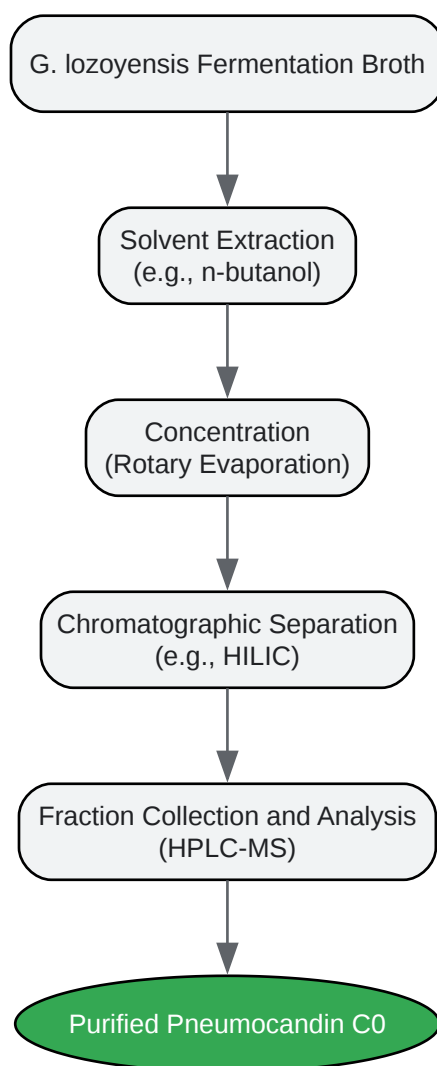 G. lozoyensis Fermentation Broth
Solvent Extraction
(e.g., n-butanol)
Concentration
(Rotary Evaporation)
Chromatographic Separation
(e.g., HILIC)
Fraction Collection and Analysis
(HPLC-MS)
Purified Pneumocandin C0